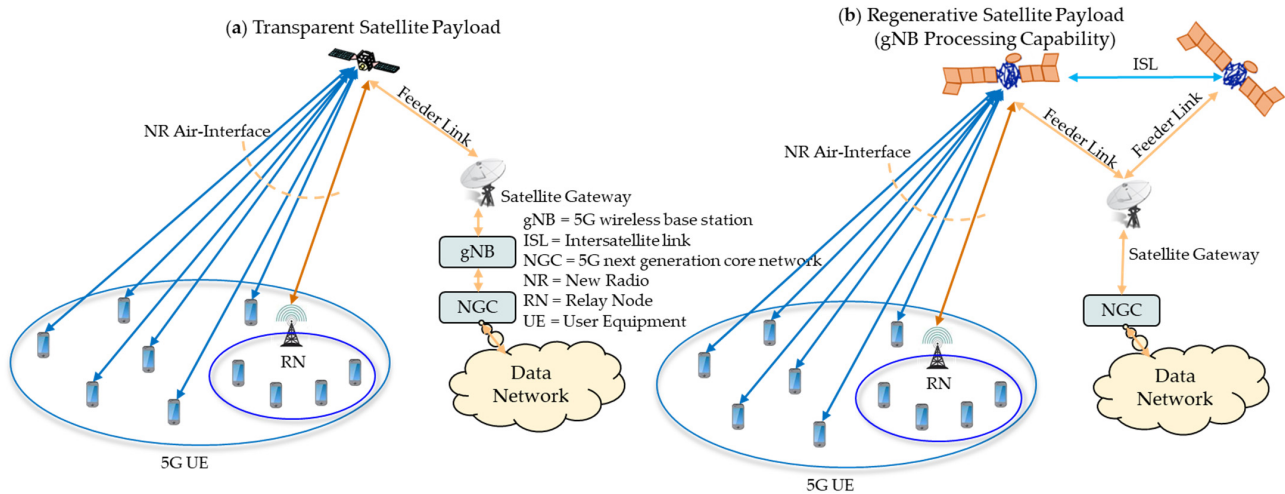 (a) Transparent Satellite Payload
NR Air-Interface
Feeder Link
Satellite Gateway
gNB = 5G wireless base station
ISL = Intersatellite link
NGC = 5G next generation core network
NR = New Radio
RN = Relay Node
UE = User Equipment
gNB
NGC
RN
Data
Network
5G UE
(b) Regenerative Satellite Payload
(gNB Processing Capability)
ISL
NR Air-Interface
Feeder Link
Feeder Link
Satellite Gateway
NGC
RN
Data
Network
5G UE